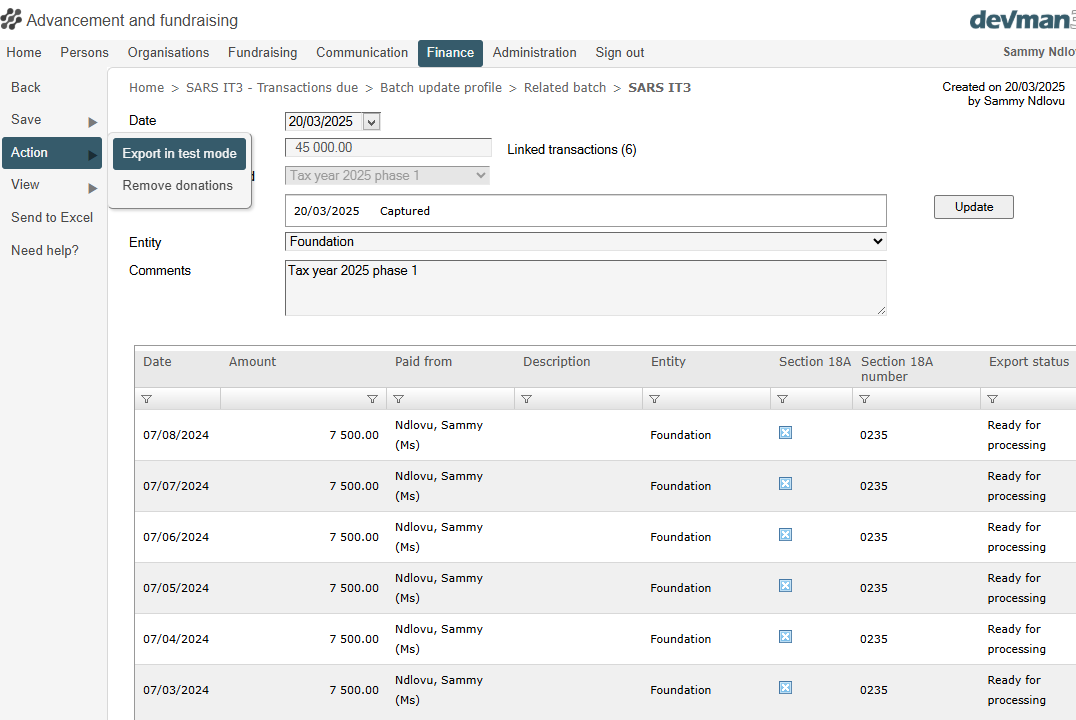 Advancement and fundraising
devman
Home Persons Organisations Fundraising Communication Finance Administration Sign out
Sammy Ndlo
Back
Save
Action
View
Send to Excel
Need help?
Export in test mode
Remove donations
Home > SARS IT3 - Transactions due > Batch update profile > Related batch > SARS IT3
Created on 20/03/2025
by Sammy Ndlovu
Date 20/03/2025
45 000.00 Linked transactions (6)
Tax year 2025 phase 1
20/03/2025 Captured
Update
Entity Foundation
Comments Tax year 2025 phase 1
Date Amount Paid from Description Entity Section 18A Section 18A number Export status
07/08/2024 7 500.00 Ndlovu, Sammy (Ms) Foundation 0235 Ready for processing
07/07/2024 7 500.00 Ndlovu, Sammy (Ms) Foundation 0235 Ready for processing
07/06/2024 7 500.00 Ndlovu, Sammy (Ms) Foundation 0235 Ready for processing
07/05/2024 7 500.00 Ndlovu, Sammy (Ms) Foundation 0235 Ready for processing
07/04/2024 7 500.00 Ndlovu, Sammy (Ms) Foundation 0235 Ready for processing
07/03/2024 7 500.00 Ndlovu, Sammy (Ms) Foundation 0235 Ready for processing